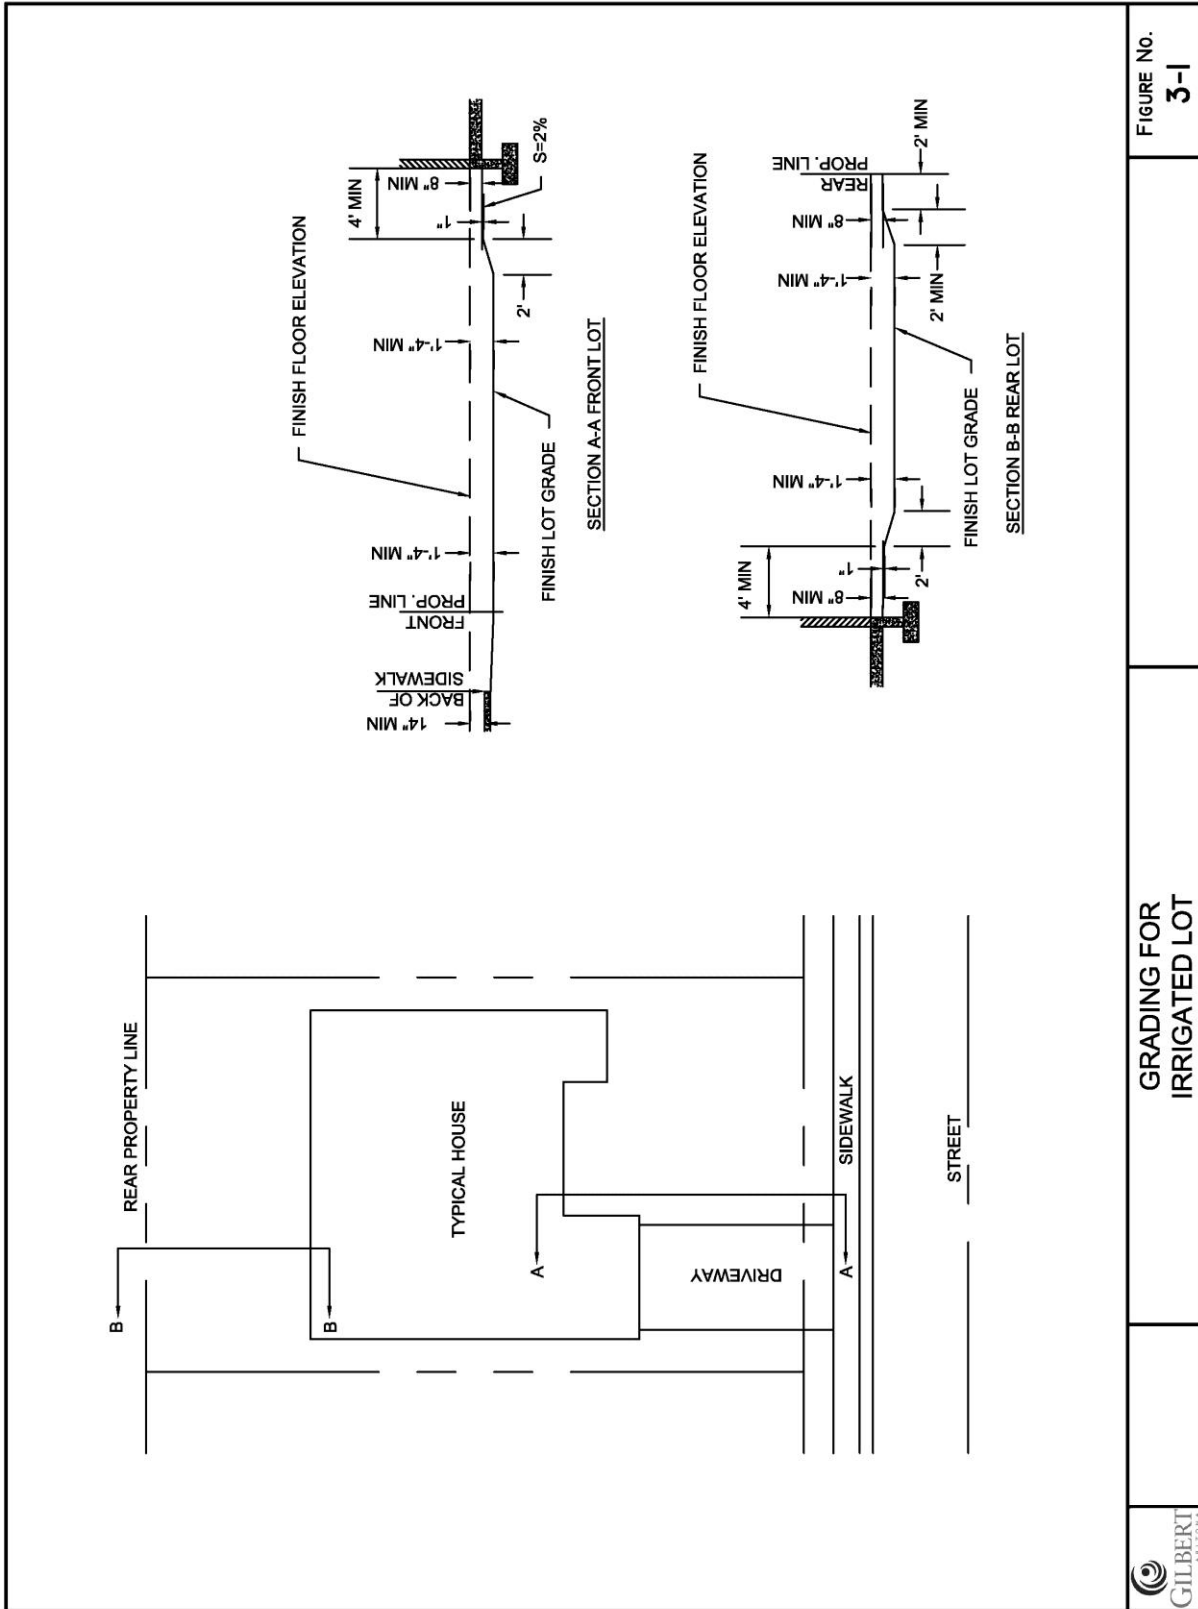 REAR PROPERTY LINE
B
B
TYPICAL HOUSE
A
A
DRIVEWAY
SIDEWALK
STREET
14" MIN
BACK OF
SIDEWALK
FRONT
PROP. LINE
1'-4" MIN
1'-4" MIN
FINISH FLOOR ELEVATION
FINISH LOT GRADE
2'
4' MIN
1"
8" MIN
S=2%
SECTION A-A FRONT LOT
4' MIN
8" MIN
1"
2'
1'-4" MIN
FINISH FLOOR ELEVATION
FINISH LOT GRADE
1'-4" MIN
2' MIN
8" MIN
REAR
PROP. LINE
2' MIN
SECTION B-B REAR LOT
GILBERT
GRADING FOR
IRRIGATED LOT
FIGURE No.
3-1